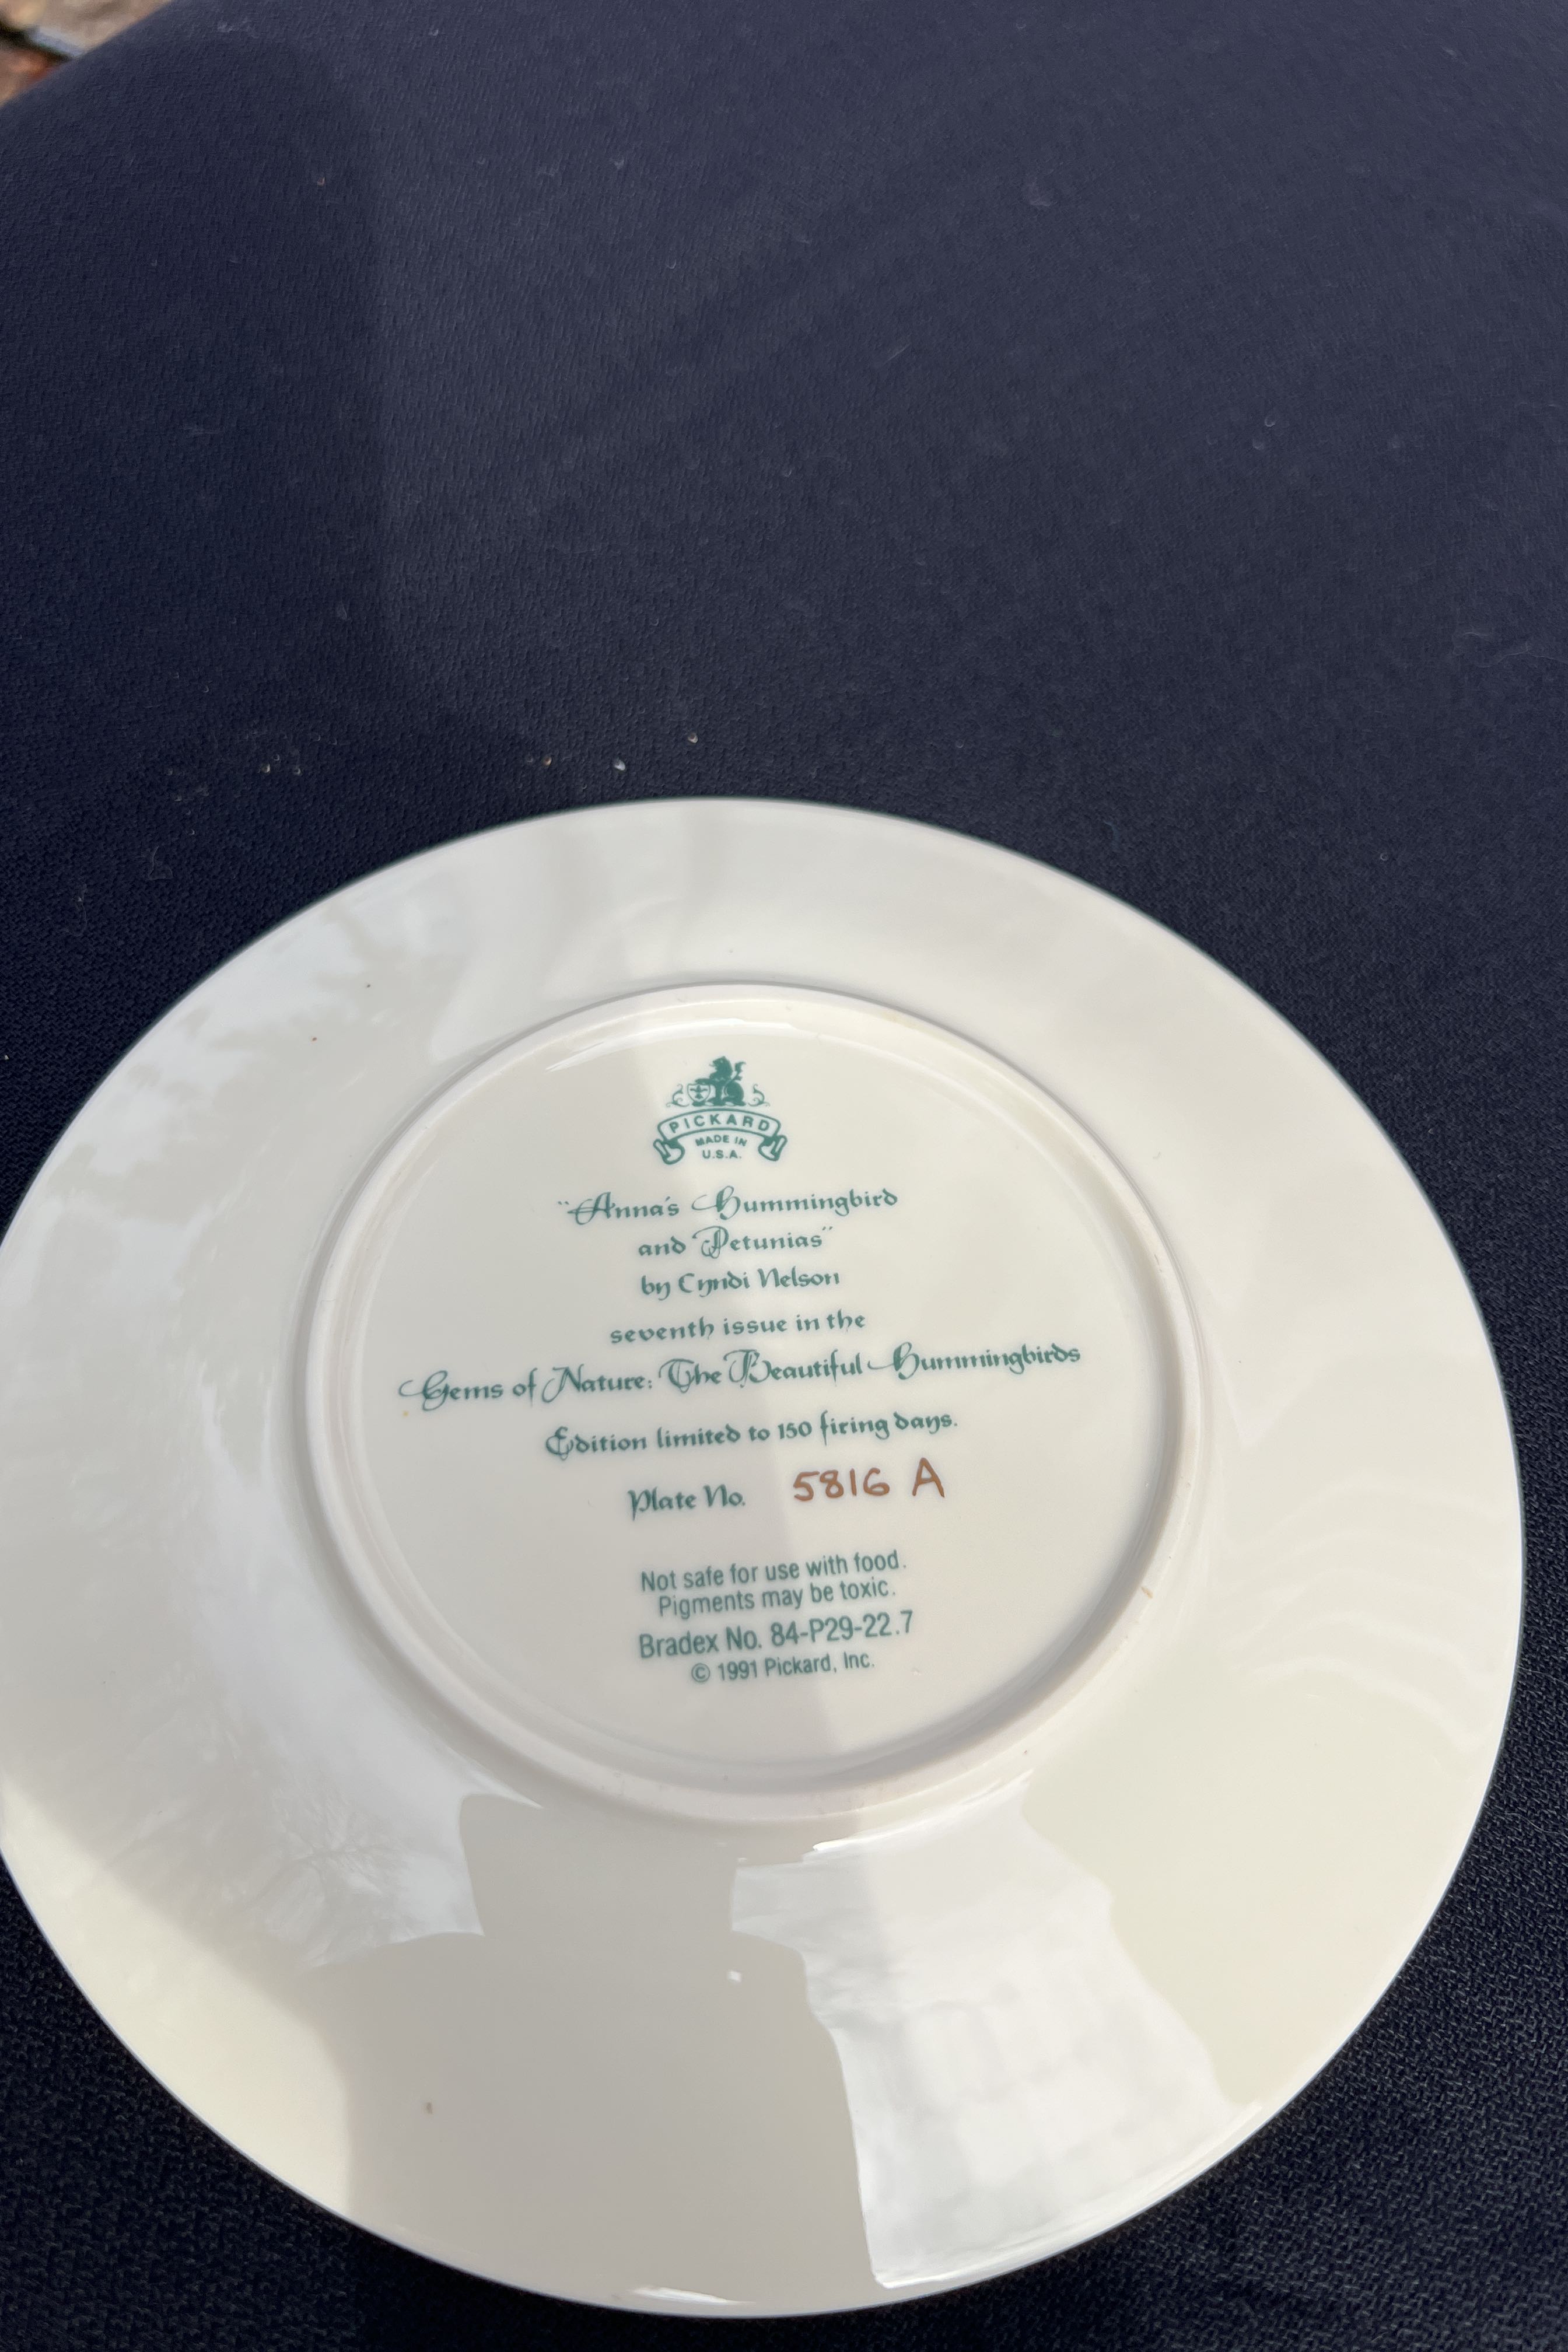 PICKARD
MADE IN
U.S.A.
"Anna's Hummingbird
and Petunias"
by Cyndi Nelson
seventh issue in the
Gems of Nature: The Beautiful Hummingbirds
Edition limited to 150 firing days.
Plate No. 5816 A
Not safe for use with food.
Pigments may be toxic.
Bradex No. 84-P29-22.7
© 1991 Pickard, Inc.